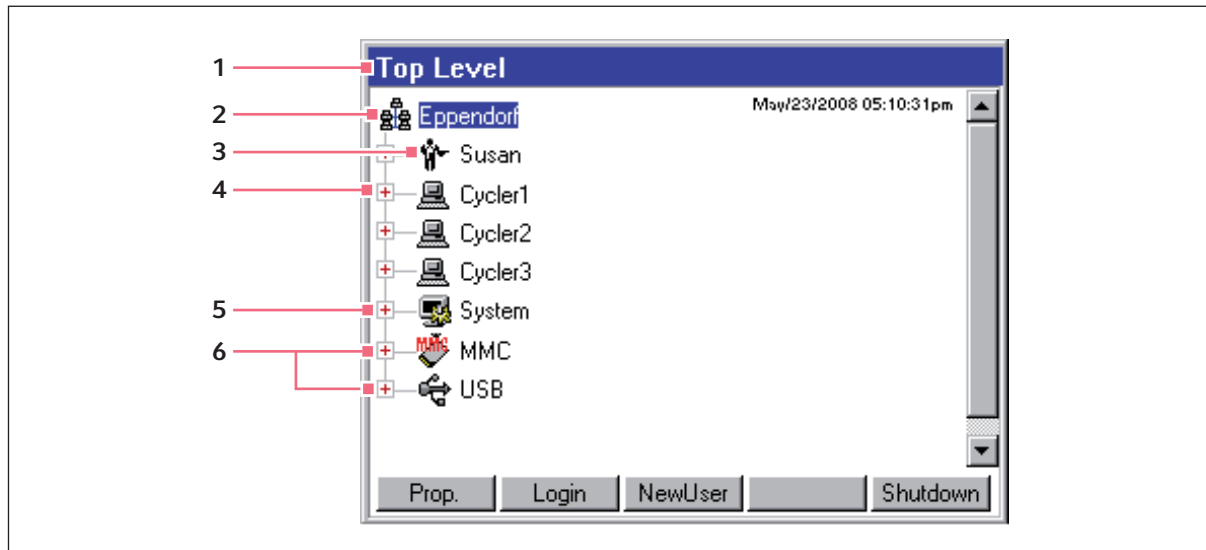 1 Top Level
2 Eppendorf May/23/2008 05:10:31pm
3 Susan
4 Cycler1
Cycler2
Cycler3
5 System
6 MMC MMC
USB
Prop. Login NewUser Shutdown